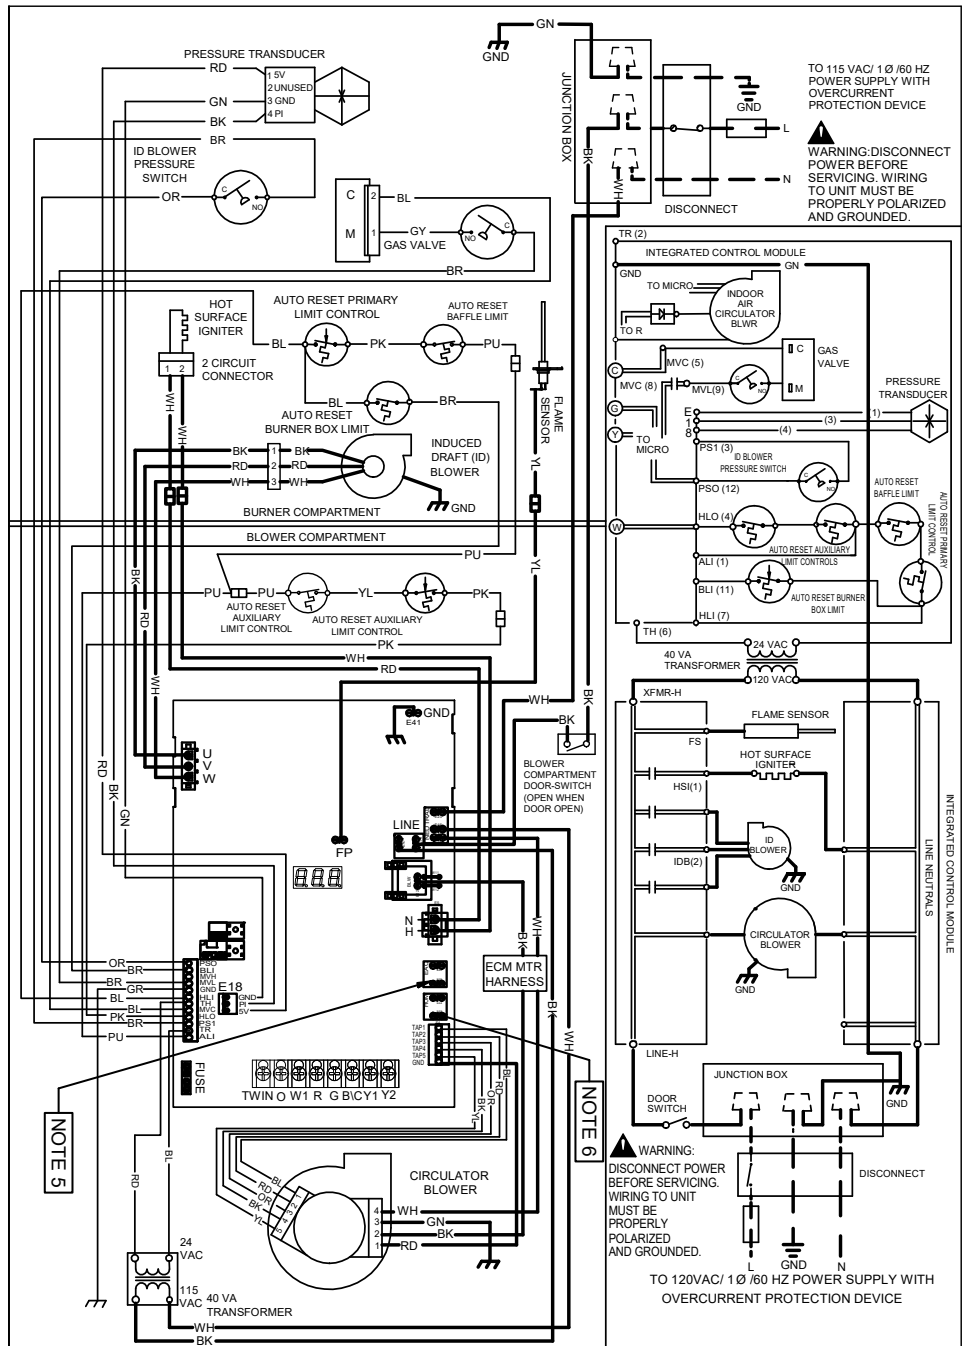 GN
GND
PRESSURE TRANSDUCER
RD
1 5V
2 UNUSED
3 GND
4 PI
GN
BK
BR
ID BLOWER
PRESSURE
SWITCH
OR
C
NO
C
M
2
1
BL
GY
GAS VALVE
NO
C
BR
JUNCTION BOX
BK
WH
GND
L
N
DISCONNECT
TO 115 VAC/ 1 Ø /60 HZ
POWER SUPPLY WITH
OVERCURRENT
PROTECTION DEVICE
WARNING:DISCONNECT
POWER BEFORE
SERVICING. WIRING
TO UNIT MUST BE
PROPERLY POLARIZED
AND GROUNDED.
HOT
SURFACE
IGNITER
1 2
2 CIRCUIT
CONNECTOR
WH
WH
AUTO RESET PRIMARY
LIMIT CONTROL
AUTO RESET
BAFFLE LIMIT
BL
PK
PU
BL
BR
AUTO RESET
BURNER BOX LIMIT
FLAME
SENSOR
YL
BK
RD
WH
1
2
3
BK
RD
WH
INDUCED
DRAFT (ID)
BLOWER
GND
BURNER COMPARTMENT
BLOWER COMPARTMENT
PU
YL
BK
RD
WH
PU
PU
YL
PK
AUTO RESET
AUXILIARY
LIMIT CONTROL
AUTO RESET AUXILIARY
LIMIT CONTROL
PK
WH
RD
WH
BK
BK
GND
E41
BLOWER
COMPARTMENT
DOOR-SWITCH
(OPEN WHEN
DOOR OPEN)
U
V
W
RD
BK
GN
LINE
FP
888
N
H
BK
WH
ECM MTR
HARNESS
BK
WH
OR
BR
BR
GR
BL
BL
PK
BR
PU
PSO
BLI
MVH
MVL
GND
HLI
TH
MVC
HLO
PS1
TR
ALI
E18
GND
PI
5V
FUSE
TAP1
TAP2
TAP3
TAP4
TAP5
GND
BL
RD
OR
BK
YL
TWIN O W1 R G B\C Y1 Y2
NOTE 5
NOTE 6
RD
BL
BL
RD
OR
BK
YL
1
2
3
4
5
CIRCULATOR
BLOWER
4
3
2
1
WH
GN
BK
RD
24
VAC
115
VAC
40 VA
TRANSFORMER
WH
BK
TR (2)
INTEGRATED CONTROL MODULE
GND
GN
TO MICRO
INDOOR
AIR
CIRCULATOR
BLWR
TO R
C
MVC (5)
GAS
VALVE
C
M
MVC (8)
MVL(9)
C
NO
PRESSURE
TRANSDUCER
G
Y
TO
MICRO
E
1
8
(1)
(3)
(4)
PS1 (3)
ID BLOWER
PRESSURE SWITCH
PSO (12)
C
NO
AUTO RESET
BAFFLE LIMIT
W
HLO (4)
AUTO RESET AUXILIARY
LIMIT CONTROLS
AUTO RESET PRIMARY
LIMIT CONTROL
ALI (1)
BLI (11)
AUTO RESET BURNER
BOX LIMIT
HLI (7)
TH (6)
24 VAC
40 VA
TRANSFORMER
120 VAC
XFMR-H
FLAME SENSOR
FS
HOT SURFACE
IGNITER
HSI(1)
ID
BLOWER
IDB(2)
GND
CIRCULATOR
BLOWER
GND
LINE NEUTRALS
INTEGRATED CONTROL MODULE
LINE-H
JUNCTION BOX
GND
DOOR
SWITCH
WARNING:
DISCONNECT POWER
BEFORE SERVICING.
WIRING TO UNIT
MUST BE
PROPERLY
POLARIZED
AND GROUNDED.
DISCONNECT
L
GND
N
TO 120VAC/ 1 Ø /60 HZ POWER SUPPLY WITH
OVERCURRENT PROTECTION DEVICE